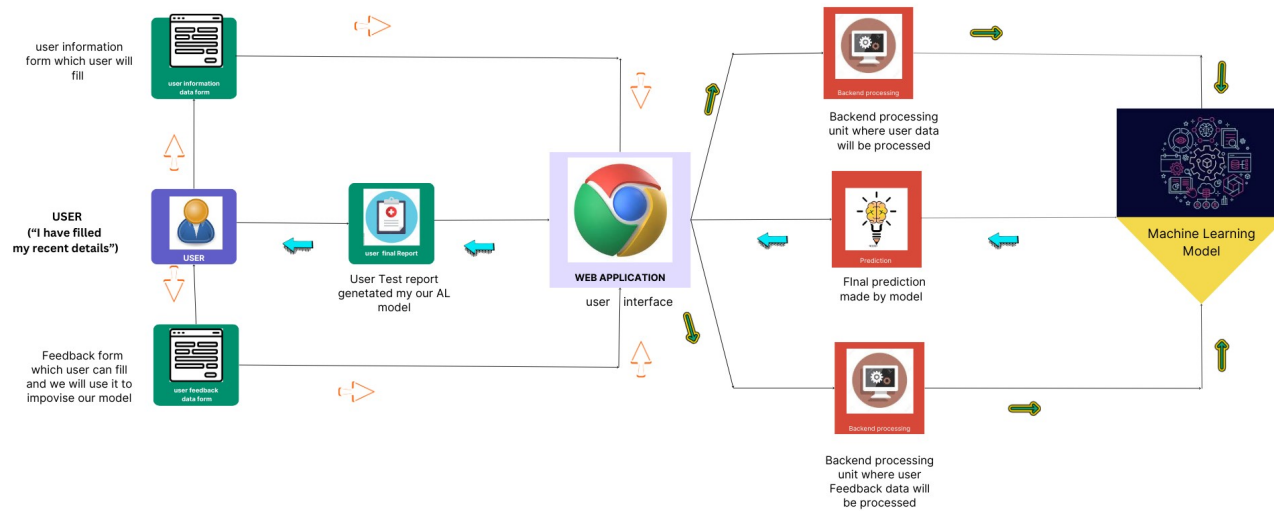 user information
form which user will
fill
user information
data form
USER
(“I have filled
my recent details”)
USER
user final Report
User Test report
genetated my our AL
model
Feedback form
which user can fill
and we will use it to
impovise our model
user feedback
data form
WEB APPLICATION
user interface
Backend processing
Backend processing
unit where user data
will be processed
Prediction
FInal prediction
made by model
Backend processing
Backend processing
unit where user
Feedback data will
be processed
Machine Learning
Model